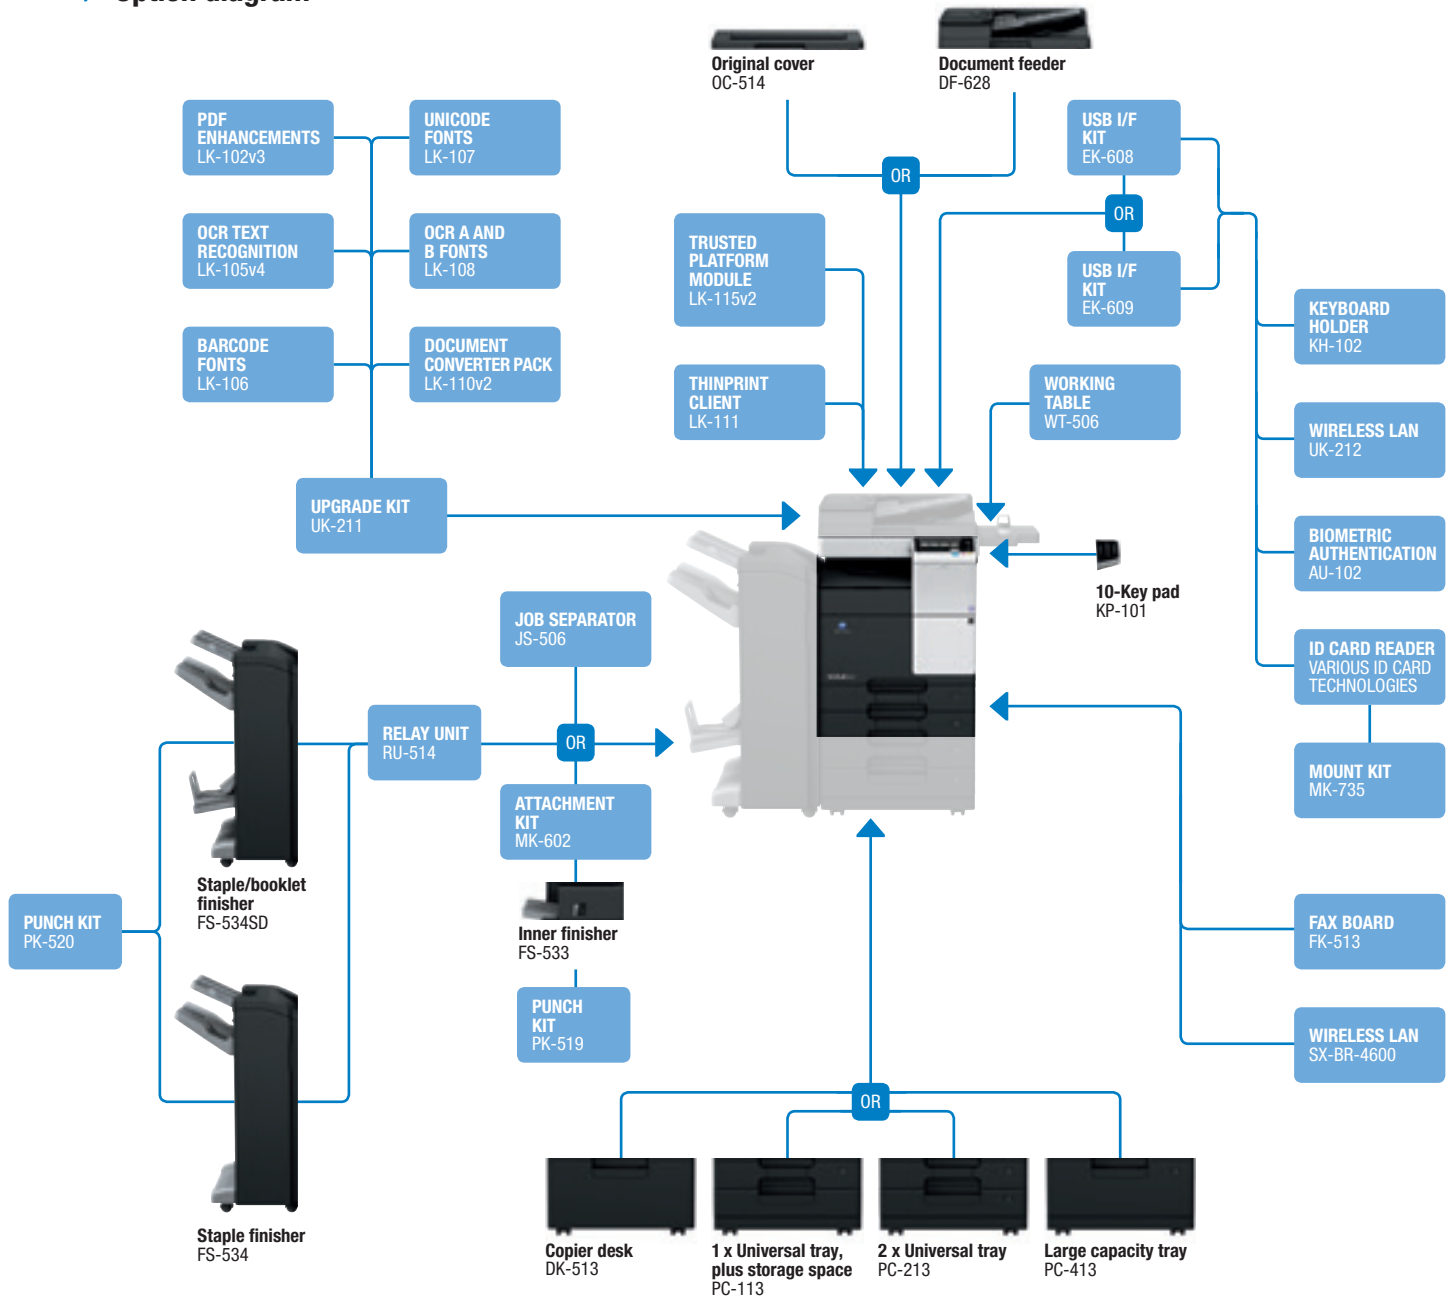 Option diagram
Original cover
OC-514
Document feeder
DF-628
PDF
ENHANCEMENTS
LK-102v3
UNICODE
FONTS
LK-107
USB I/F
KIT
EK-608
OR
OR
OCR TEXT
RECOGNITION
LK-105v4
OCR A AND
B FONTS
LK-108
TRUSTED
PLATFORM
MODULE
LK-115v2
USB I/F
KIT
EK-609
KEYBOARD
HOLDER
KH-102
BARCODE
FONTS
LK-106
DOCUMENT
CONVERTER PACK
LK-110v2
THINPRINT
CLIENT
LK-111
WORKING
TABLE
WT-506
WIRELESS LAN
UK-212
UPGRADE KIT
UK-211
BIOMETRIC
AUTHENTICATION
AU-102
10-Key pad
KP-101
JOB SEPARATOR
JS-506
ID CARD READER
VARIOUS ID CARD
TECHNOLOGIES
RELAY UNIT
RU-514
OR
MOUNT KIT
MK-735
ATTACHMENT
KIT
MK-602
Staple/booklet
finisher
FS-534SD
PUNCH KIT
PK-520
Inner finisher
FS-533
FAX BOARD
FK-513
PUNCH
KIT
PK-519
WIRELESS LAN
SX-BR-4600
OR
Staple finisher
FS-534
Copier desk
DK-513
1 x Universal tray,
plus storage space
PC-113
2 x Universal tray
PC-213
Large capacity tray
PC-413